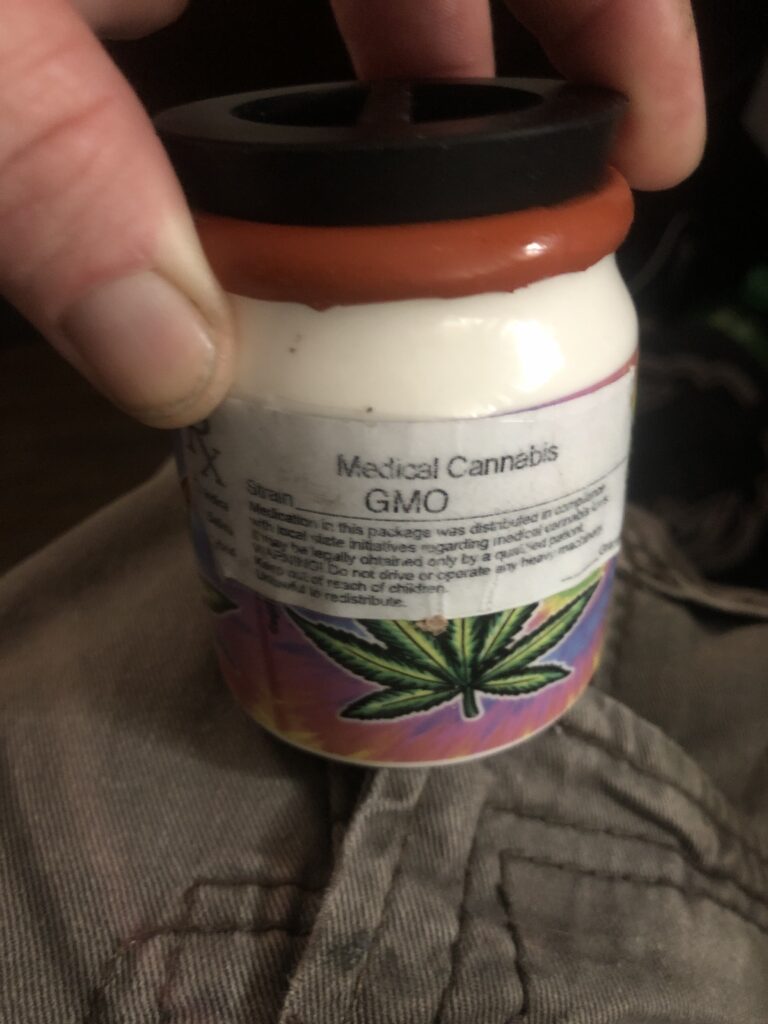 RX
Medical Cannabis
Strain GMO
Medication in this package was distributed in compliance
with local state initiatives regarding medical cannabis
It may be legally obtained only by a qualified patient.
WARNING! Do not drive or operate any heavy machinery.
Keep out of reach of children.
Unlawful to redistribute.